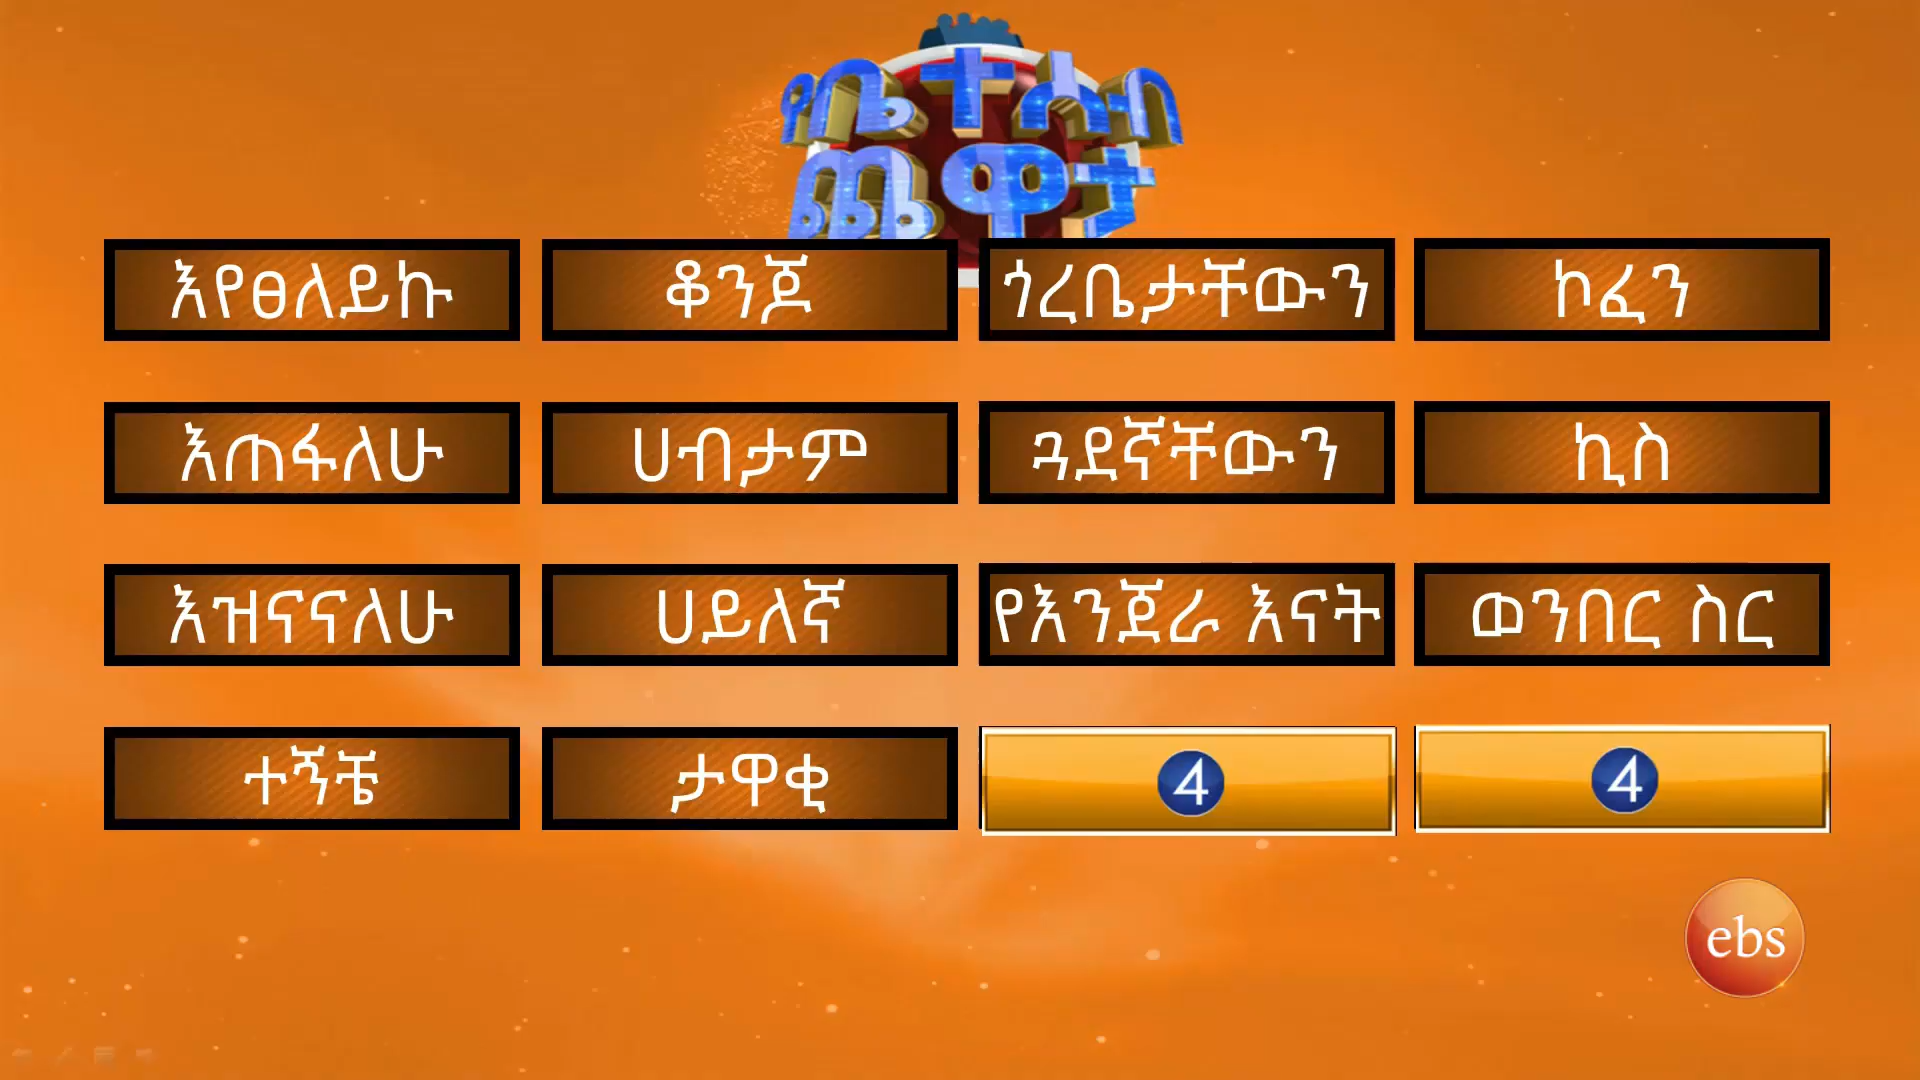 የቤተሰብ
ጨዋታ
እየፀለይኩ ቆንጆ ጎረቤታቸውን ኮፈን
እጠፋለሁ ሀብታም ጓደኛቸውን ኪስ
እዝናናለሁ ሀይለኛ የእንጀራ እናት ወንበር ስር
ተኝቼ ታዋቂ 4 4
ebs